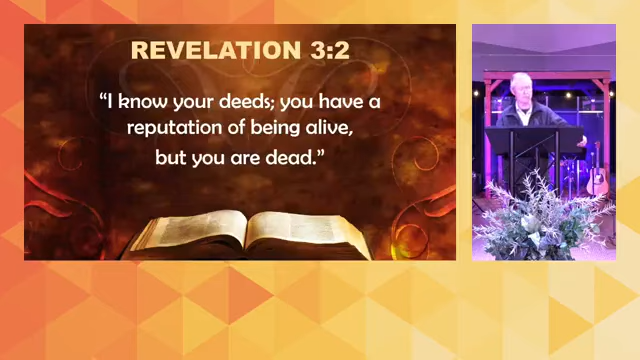 REVELATION 3:2
“I know your deeds; you have a
reputation of being alive,
but you are dead.”